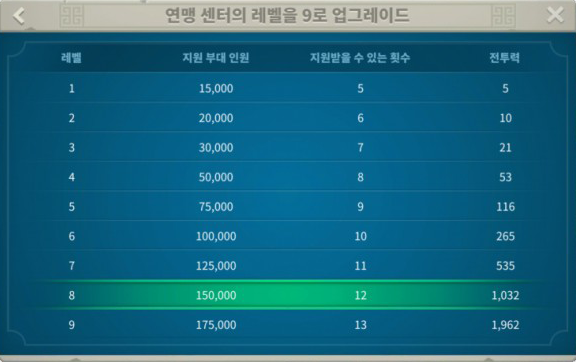 연맹 센터의 레벨을 9로 업그레이드
레벨 지원 부대 인원 지원받을 수 있는 횟수 전투력
1 15,000 5 5
2 20,000 6 10
3 30,000 7 21
4 50,000 8 53
5 75,000 9 116
6 100,000 10 265
7 125,000 11 535
8 150,000 12 1,032
9 175,000 13 1,962